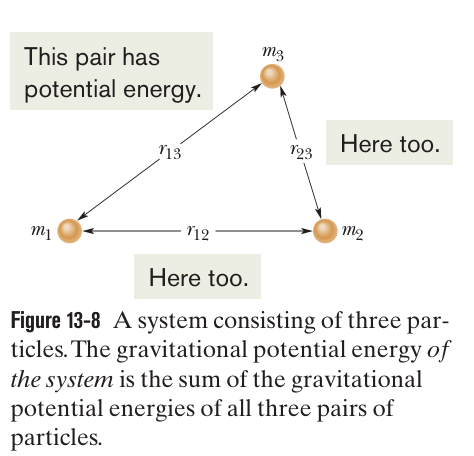 This pair has
potential energy.
m3
r13
r23
Here too.
m1
r12
m2
Here too.
Figure 13-8 A system consisting of three par-
ticles. The gravitational potential energy of
the system is the sum of the gravitational
potential energies of all three pairs of
particles.